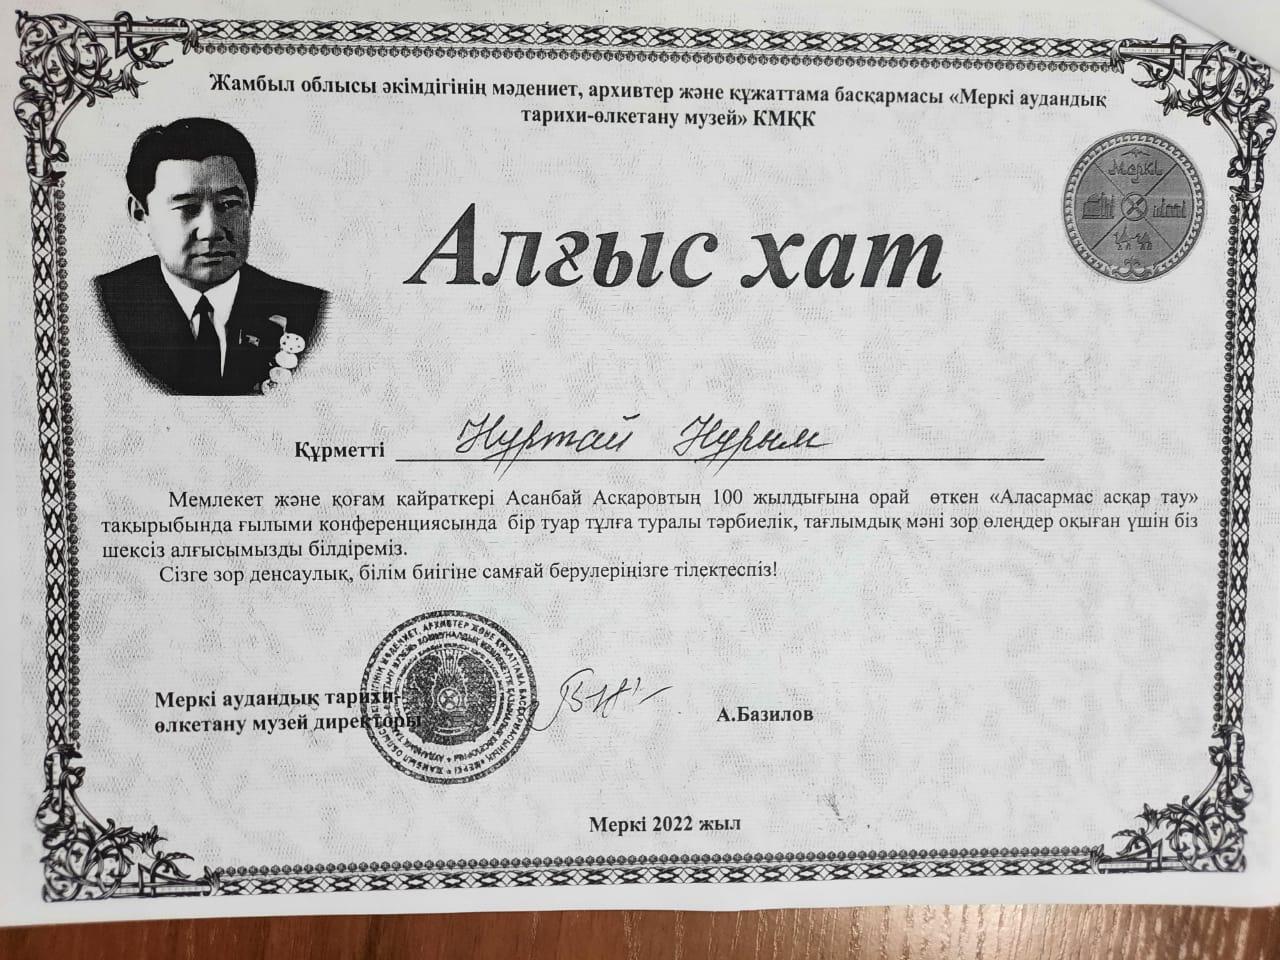 Жамбыл облысы әкімдігінің мәдениет, архивтер және құжаттама басқармасы «Меркі аудандық
тарихи-өлкетану музей» КМҚК
Меркі
Алғыс хат
Құрметті Нұртай Нұрым
Мемлекет және қоғам қайраткері Асанбай Асқаровтың 100 жылдығына орай өткен «Аласармас асқар тау»
тақырыбында ғылыми конференциясында бір туар тұлға туралы тәрбиелік, тағлымдық мәні зор өлеңдер оқыған үшін біз
шексіз алғысымызды білдіреміз.
Сізге зор денсаулық, білім биігіне самғай берулеріңізге тілектеспіз!
Меркі аудандық тарихи-
өлкетану музей директоры
А.Базилов
Меркі 2022 жыл